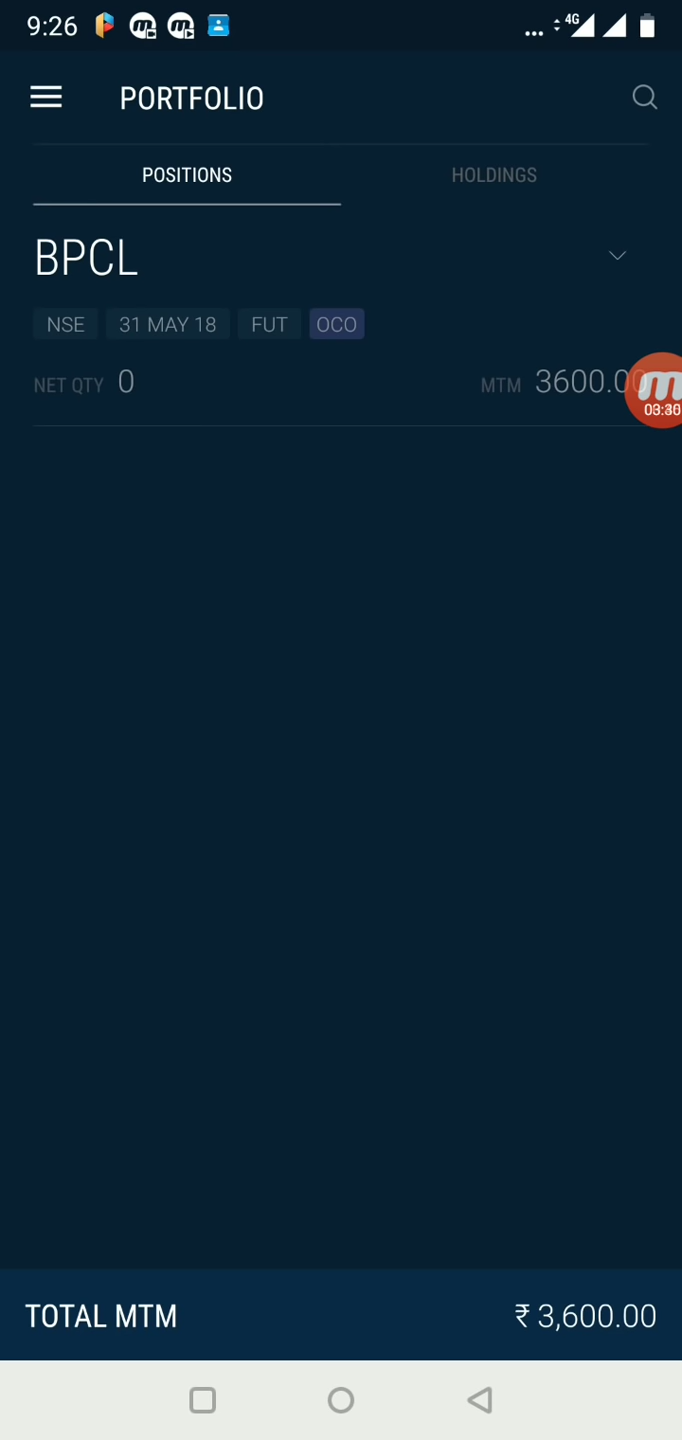 9:26 ... 4G
PORTFOLIO
POSITIONS HOLDINGS
BPCL
NSE 31 MAY 18 FUT OCO
NET QTY 0 MTM 3600.00
03:30
TOTAL MTM ₹ 3,600.00